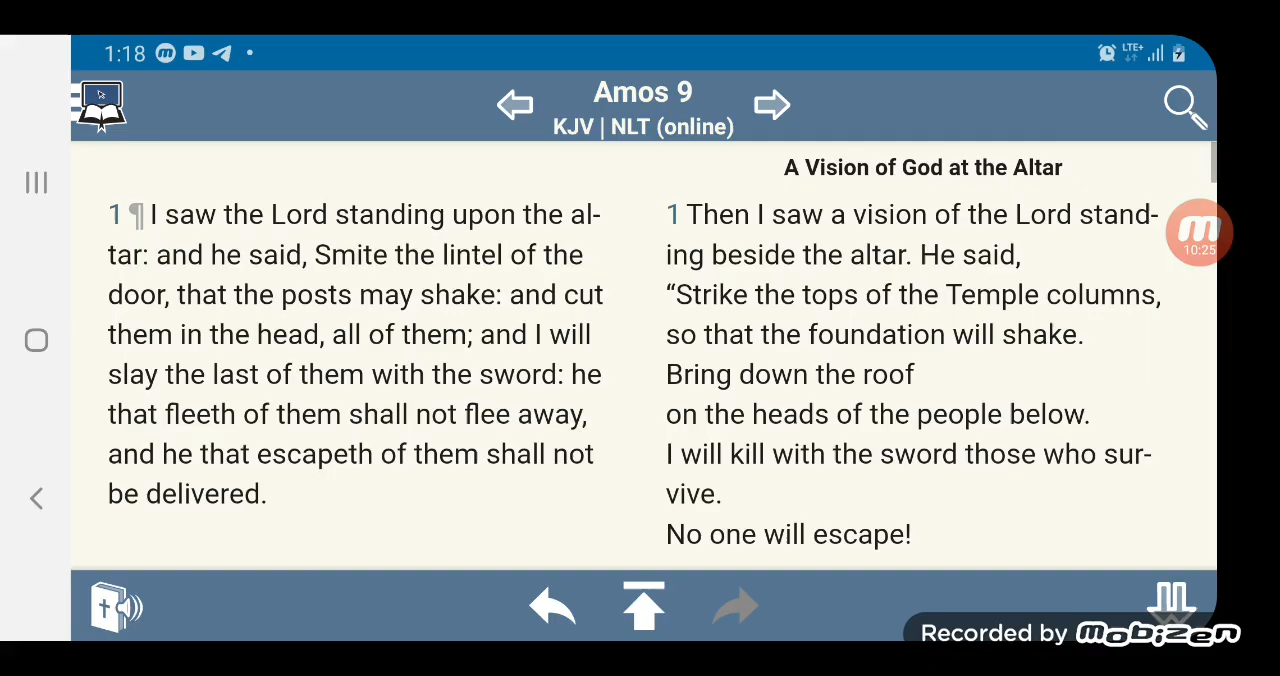 1:18
LTE+
Amos 9
KJV | NLT (online)
1 ¶ I saw the Lord standing upon the al-
tar: and he said, Smite the lintel of the
door, that the posts may shake: and cut
them in the head, all of them; and I will
slay the last of them with the sword: he
that fleeth of them shall not flee away,
and he that escapeth of them shall not
be delivered.
A Vision of God at the Altar
1 Then I saw a vision of the Lord stand-
ing beside the altar. He said,
“Strike the tops of the Temple columns,
so that the foundation will shake.
Bring down the roof
on the heads of the people below.
I will kill with the sword those who sur-
vive.
No one will escape!
10:25
Recorded by Mobizen